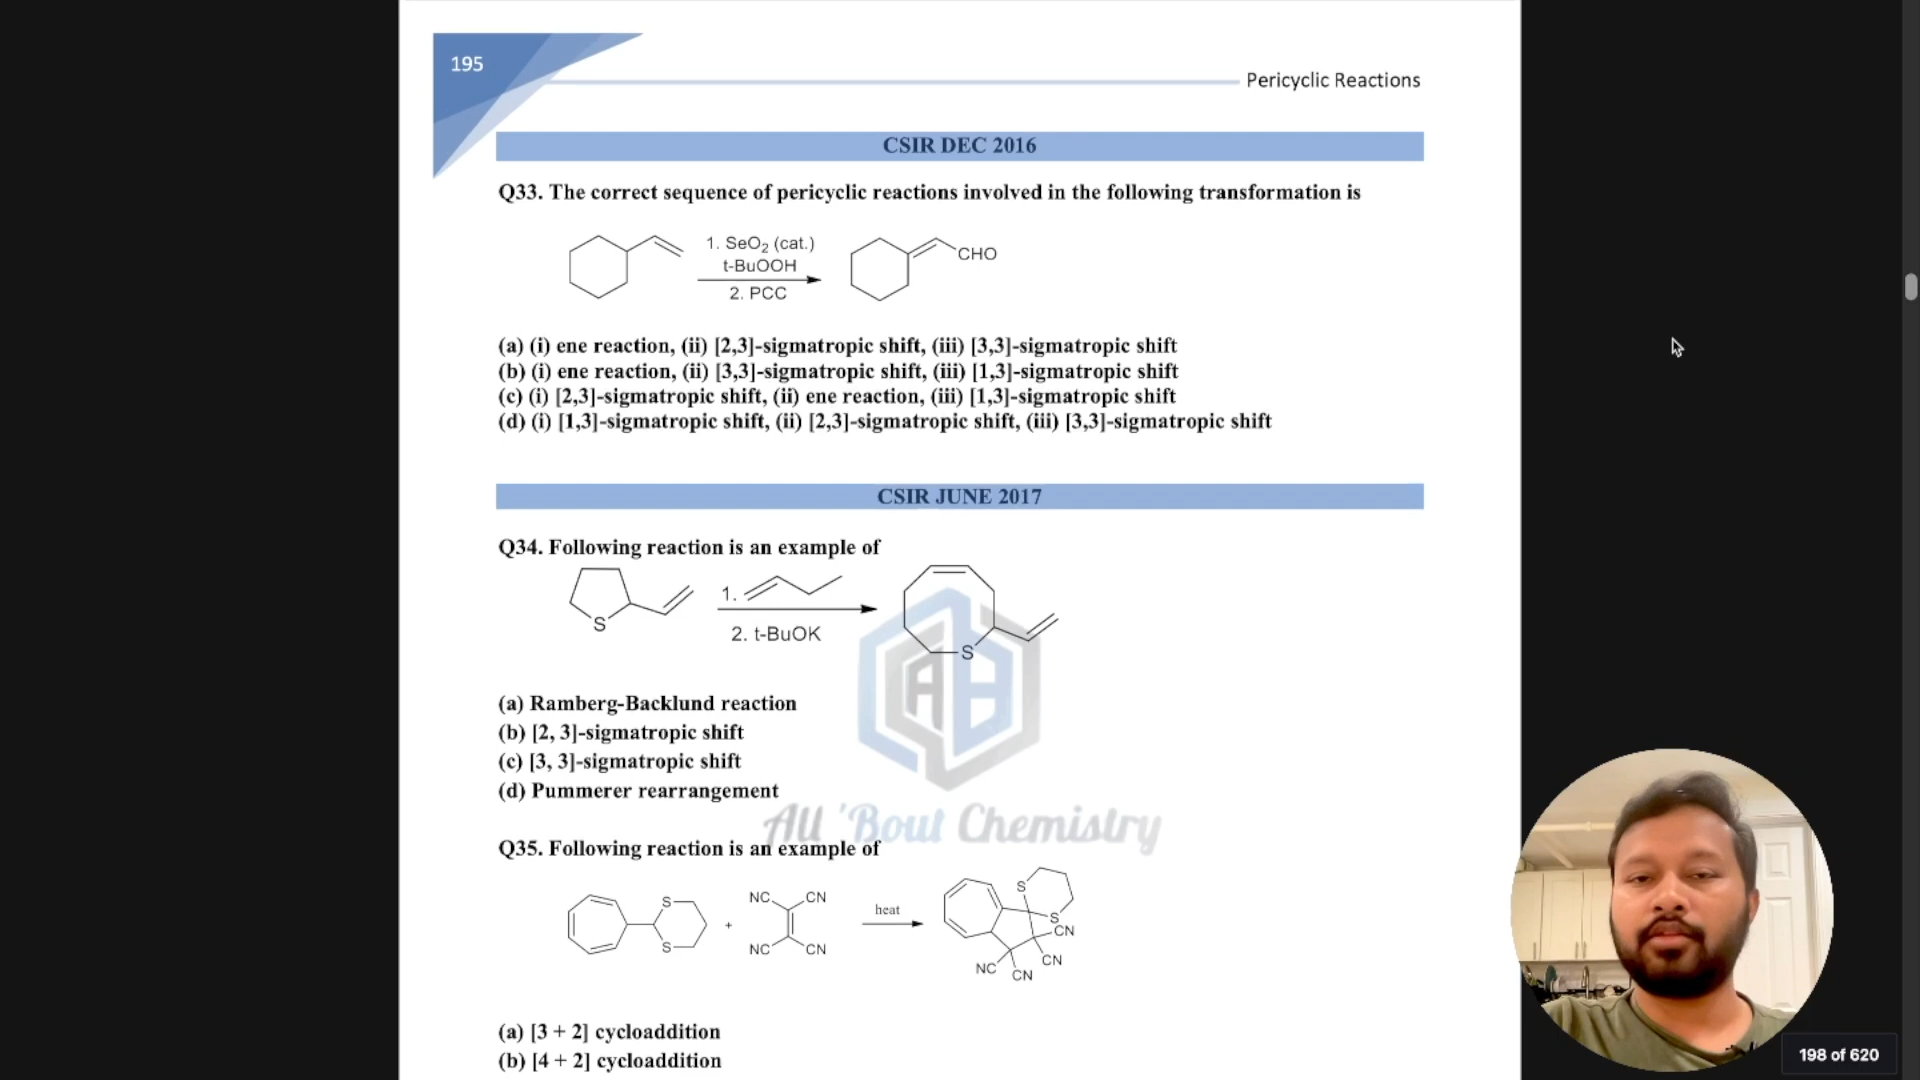 195
Pericyclic Reactions
CSIR DEC 2016
Q33. The correct sequence of pericyclic reactions involved in the following transformation is
1. SeO₂ (cat.)
t-BuOOH
2. PCC
CHO
(a) (i) ene reaction, (ii) [2,3]-sigmatropic shift, (iii) [3,3]-sigmatropic shift
(b) (i) ene reaction, (ii) [3,3]-sigmatropic shift, (iii) [1,3]-sigmatropic shift
(c) (i) [2,3]-sigmatropic shift, (ii) ene reaction, (iii) [1,3]-sigmatropic shift
(d) (i) [1,3]-sigmatropic shift, (ii) [2,3]-sigmatropic shift, (iii) [3,3]-sigmatropic shift
CSIR JUNE 2017
Q34. Following reaction is an example of
S
1.
2. t-BuOK
S
(a) Ramberg-Backlund reaction
(b) [2, 3]-sigmatropic shift
(c) [3, 3]-sigmatropic shift
(d) Pummerer rearrangement
All 'Bout Chemistry
Q35. Following reaction is an example of
S
S
+
NC CN
NC CN
heat
S
S
CN
CN
NC
CN
(a) [3 + 2] cycloaddition
(b) [4 + 2] cycloaddition
198 of 620